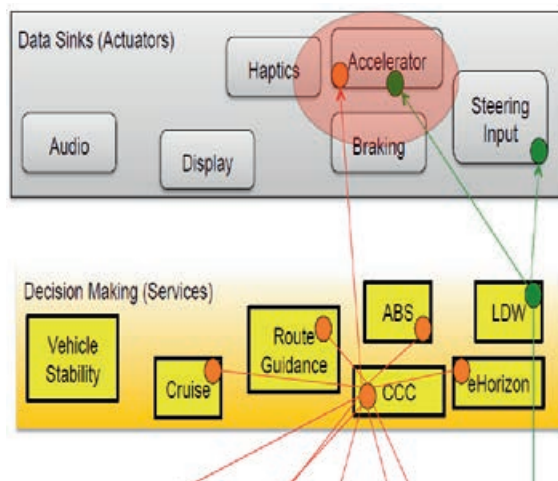 Data Sinks (Actuators)
Haptics
Accelerator
Steering
Input
Audio
Display
Braking
Decision Making (Services)
Vehicle
Stability
Cruise
Route
Guidance
ABS
CCC
LDW
eHorizon